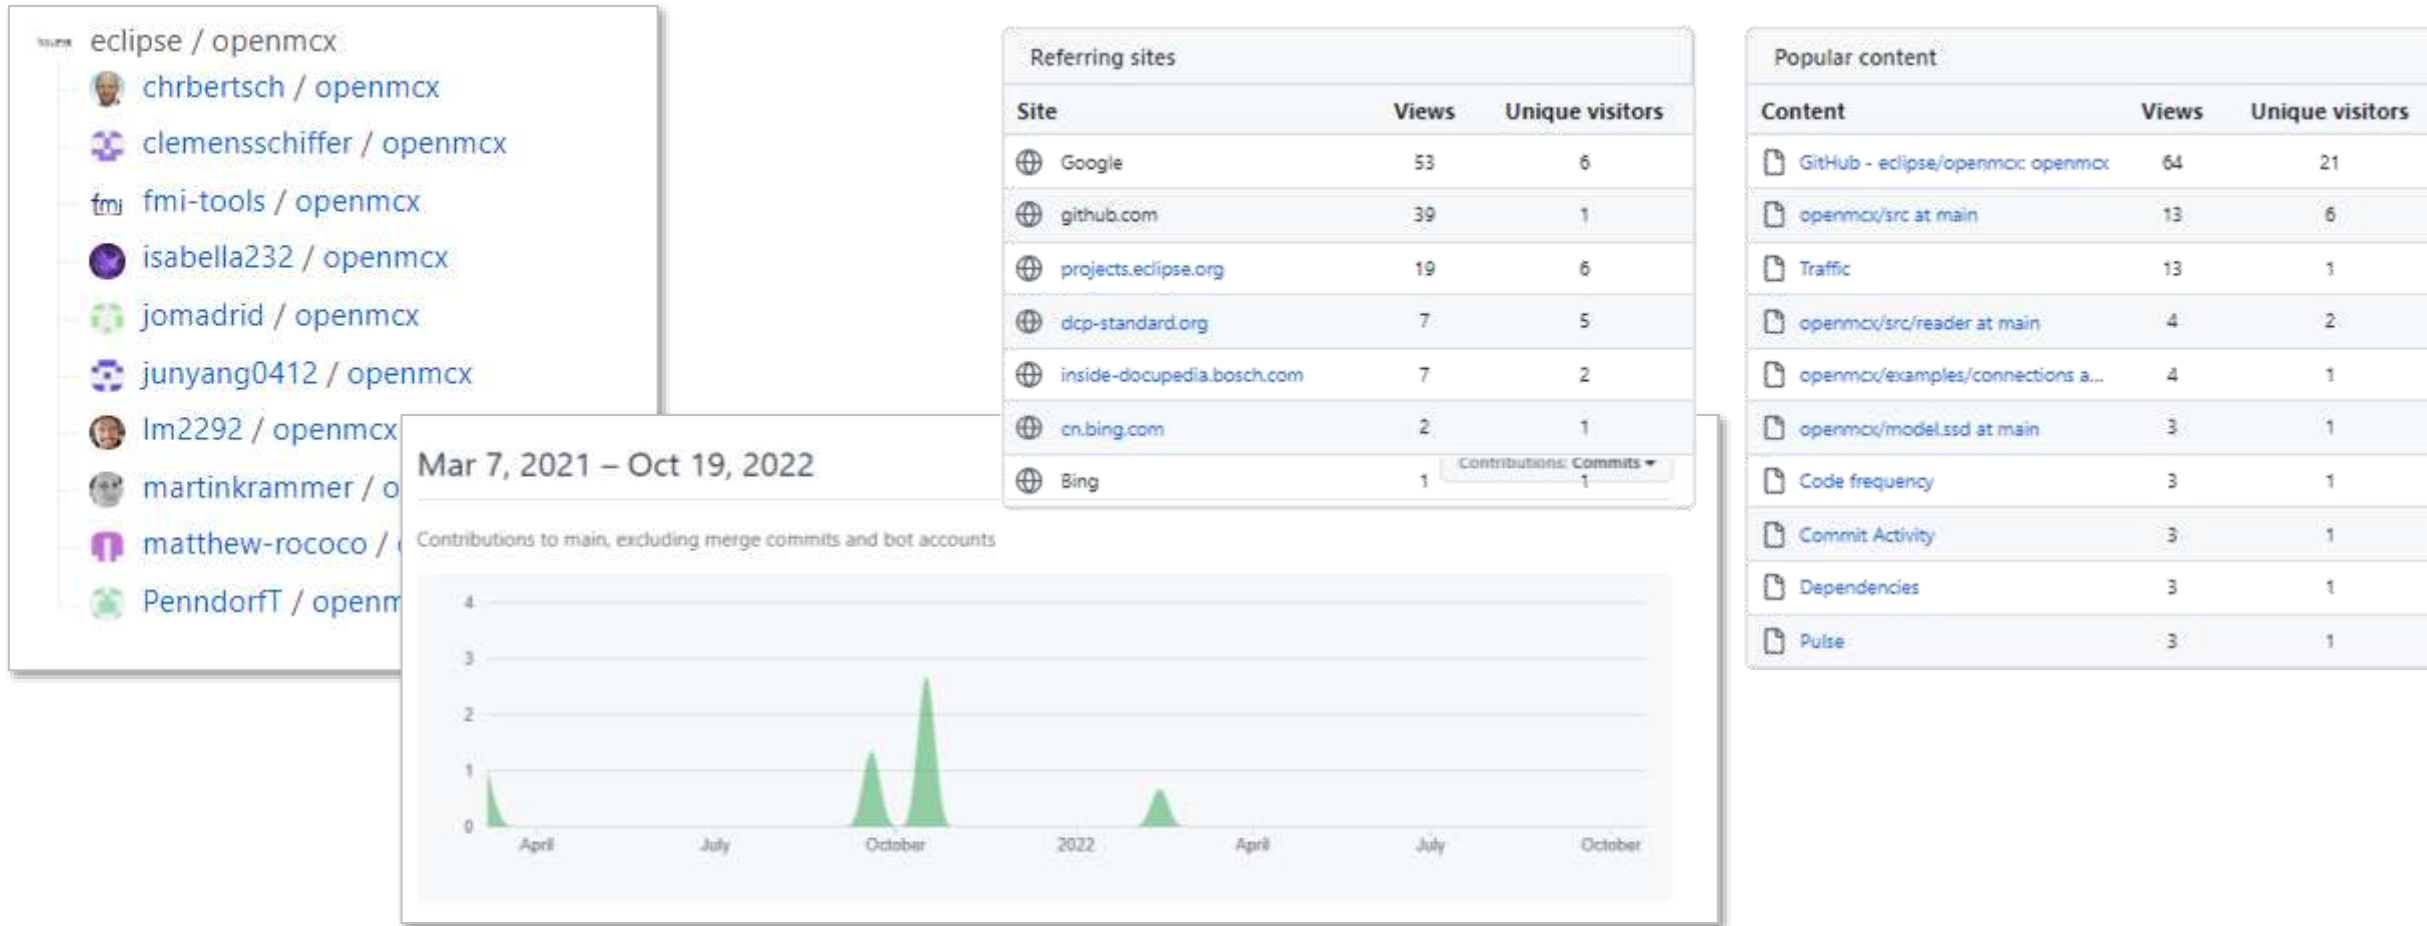 eclipse / openmcx
chrbertsch / openmcx
clemensschiffer / openmcx
fmi fmi-tools / openmcx
isabella232 / openmcx
jomadrid / openmcx
junyang0412 / openmcx
lm2292 / openmcx
martinkrammer / o
matthew-rococo /
PenndorfT / openm
Mar 7, 2021 – Oct 19, 2022
Contributions: Commits
Contributions to main, excluding merge commits and bot accounts
4
3
2
1
0
April July October 2022 April July October
Referring sites
Site Views Unique visitors
Google 53 6
github.com 39 1
projects.eclipse.org 19 6
dcp-standard.org 7 5
inside-docupedia.bosch.com 7 2
cn.bing.com 2 1
Bing 1 1
Popular content
Content Views Unique visitors
GitHub - eclipse/openmcx: openmcx 64 21
openmcx/src at main 13 6
Traffic 13 1
openmcx/src/reader at main 4 2
openmcx/examples/connections a... 4 1
openmcx/model.ssd at main 3 1
Code frequency 3 1
Commit Activity 3 1
Dependencies 3 1
Pulse 3 1